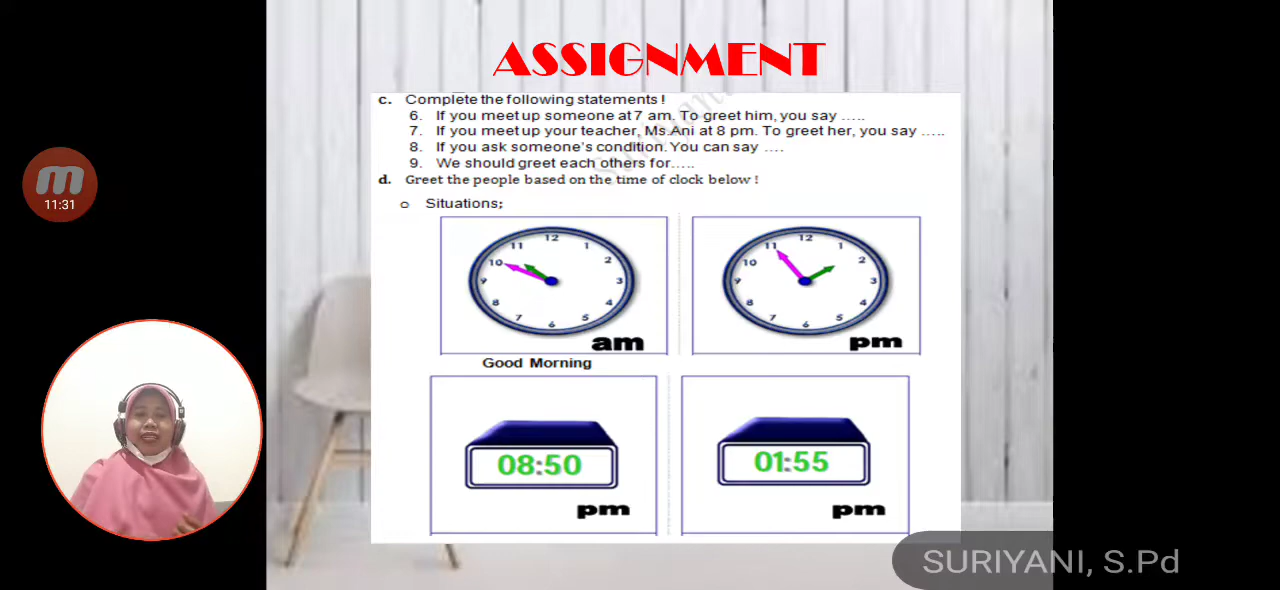 ASSIGNMENT
c. Complete the following statements !
6. If you meet up someone at 7 am. To greet him, you say .....
7. If you meet up your teacher, Ms.Ani at 8 pm. To greet her, you say .....
8. If you ask someone's condition. You can say ....
9. We should greet each others for.....
d. Greet the people based on the time of clock below !
o Situations;
12
11 1
10 2
9 3
8 4
7 5
6
am
12
11 1
10 2
9 3
8 4
7 5
6
pm
Good Morning
08:50
pm
01:55
pm
11:31
SURIYANI, S.Pd